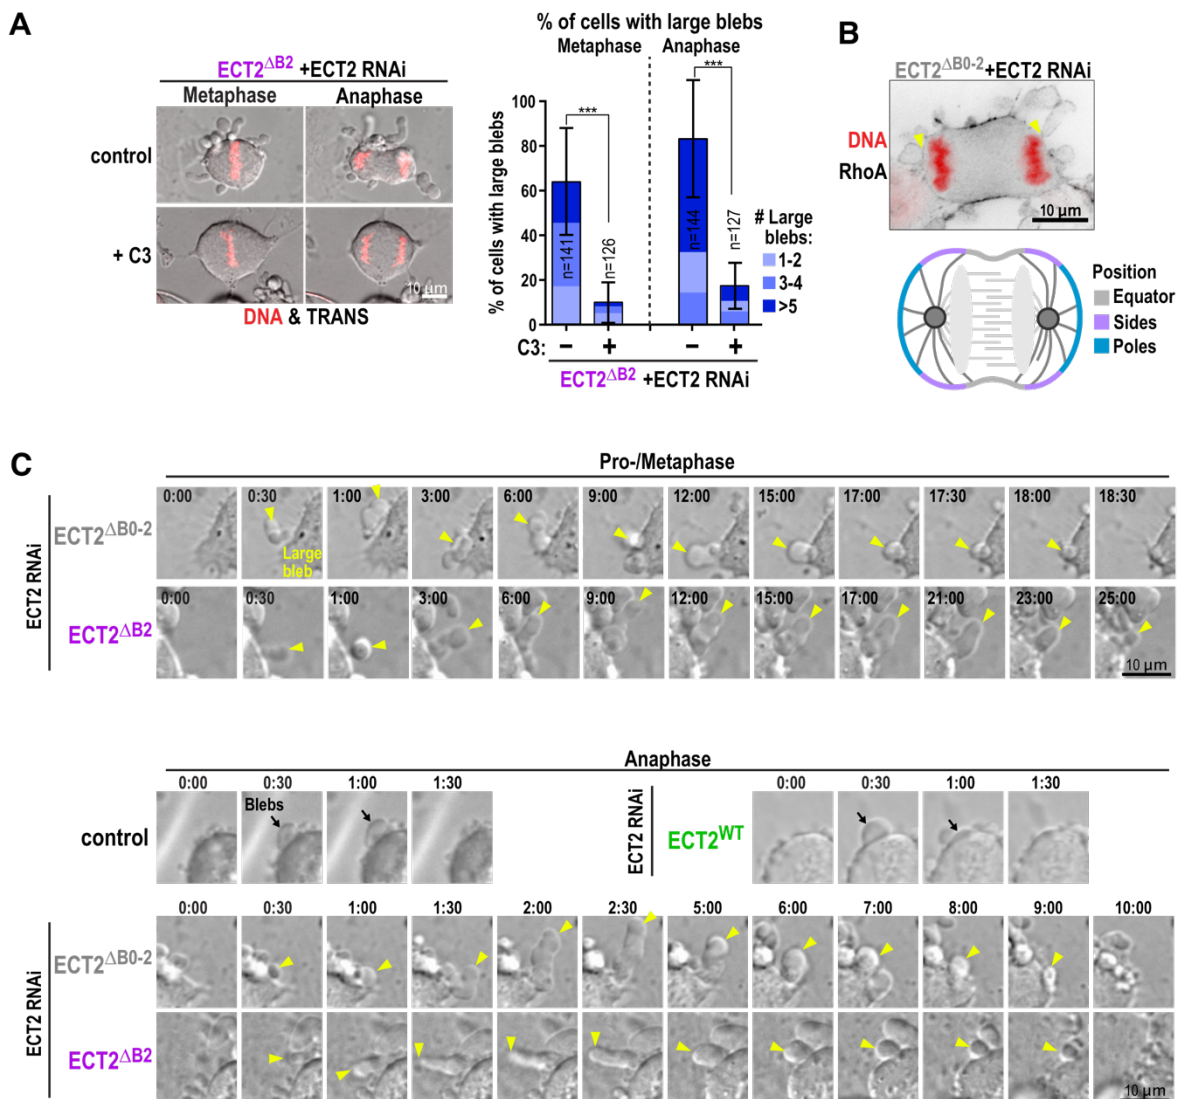 A
ECT2ΔB2 +ECT2 RNAi
Metaphase Anaphase
control
+ C3
10 µm
DNA & TRANS
% of cells with large blebs
Metaphase Anaphase
*** ***
% of cells with large blebs
100
80
60
40
20
0
n=141
n=126
n=144
n=127
# Large
blebs:
1-2
3-4
>5
C3: − + − +
ECT2ΔB2 +ECT2 RNAi
B
ECT2ΔB0-2+ECT2 RNAi
DNA
RhoA
10 µm
Position
Equator
Sides
Poles
C
Pro-/Metaphase
ECT2 RNAi
ECT2ΔB0-2
0:00 0:30 1:00 3:00 6:00 9:00 12:00 15:00 17:00 17:30 18:00 18:30
Large
bleb
ECT2ΔB2
0:00 0:30 1:00 3:00 6:00 9:00 12:00 15:00 17:00 21:00 23:00 25:00
10 µm
Anaphase
0:00 0:30 1:00 1:30
control
Blebs
ECT2 RNAi
ECT2WT
0:00 0:30 1:00 1:30
0:00 0:30 1:00 1:30 2:00 2:30 5:00 6:00 7:00 8:00 9:00 10:00
ECT2 RNAi
ECT2ΔB0-2
ECT2ΔB2
10 µm